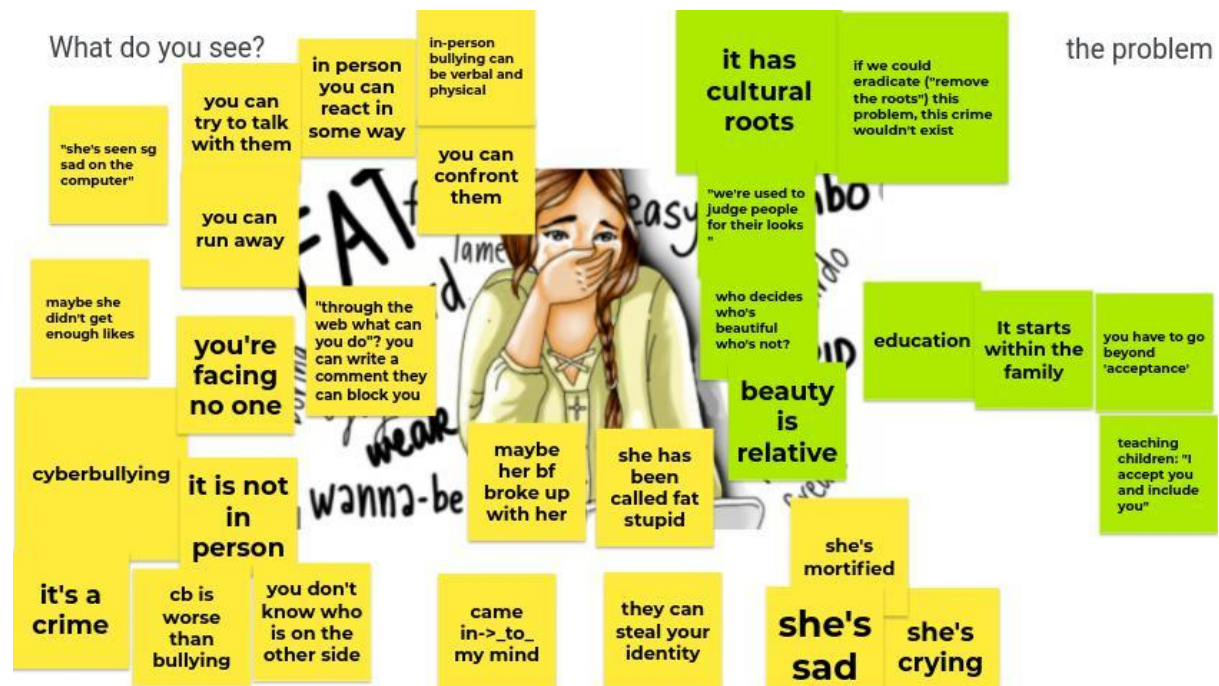 What do you see?
the problem
in-person
bullying can
be verbal and
physical
in person
you can
react in
some way
you can
try to talk
with them
"she's seen sg
sad on the
computer"
you can
confront
them
you can
run away
maybe she
didn't get
enough likes
"through the
web what can
you do"? you
can write a
comment they
can block you
you're
facing
no one
cyberbullying
it is not
in
person
it's a
crime
cb is
worse
than
bullying
you don't
know who
is on the
other side
maybe
her bf
broke up
with her
she has
been
called fat
stupid
came
in->_to_
my mind
they can
steal your
identity
she's
mortified
she's
sad
she's
crying
it has
cultural
roots
if we could
eradicate ("remove
the roots") this
problem, this crime
wouldn't exist
"we're used to
judge people
for their looks
"
who decides
who's
beautiful
who's not?
beauty
is
relative
education
It starts
within the
family
you have to go
beyond
'acceptance'
teaching
children: "I
accept you
and include
you"
FAT
lame
easy
weak
wanna-be